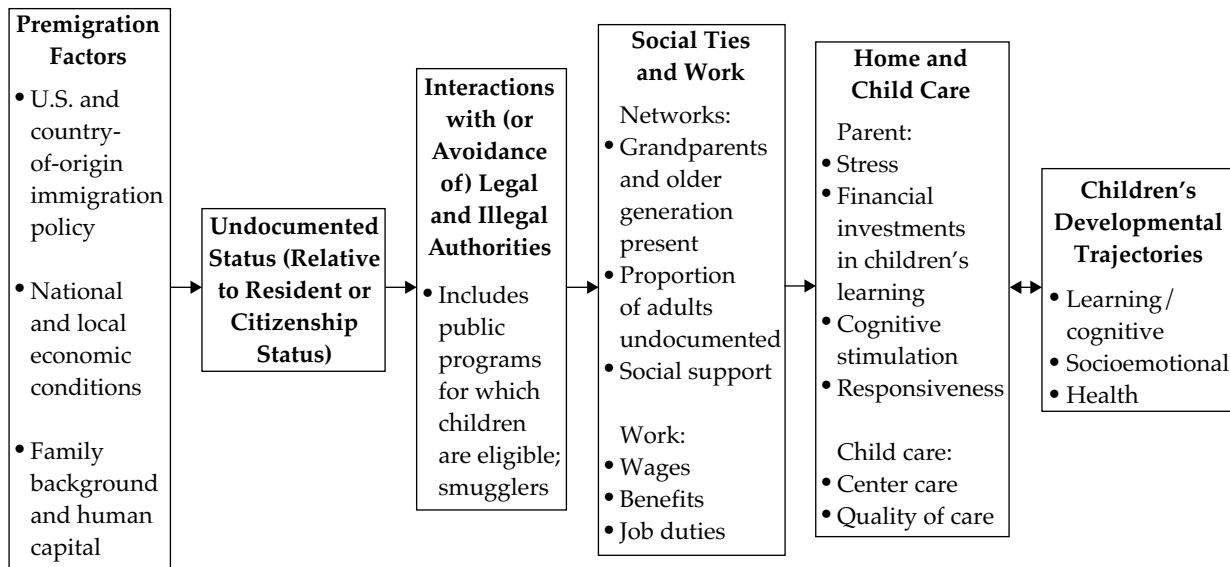 Premigration
Factors
• U.S. and
country-
of-origin
immigration
policy
• National
and local
economic
conditions
• Family
background
and human
capital
Undocumented
Status (Relative
to Resident or
Citizenship
Status)
Interactions
with (or
Avoidance
of) Legal
and Illegal
Authorities
• Includes
public
programs
for which
children
are eligible;
smugglers
Social Ties
and Work
Networks:
• Grandparents
and older
generation
present
• Proportion
of adults
undocumented
• Social support
Work:
• Wages
• Benefits
• Job duties
Home and
Child Care
Parent:
• Stress
• Financial
investments
in children's
learning
• Cognitive
stimulation
• Responsiveness
Child care:
• Center care
• Quality of care
Children's
Developmental
Trajectories
• Learning/
cognitive
• Socioemotional
• Health